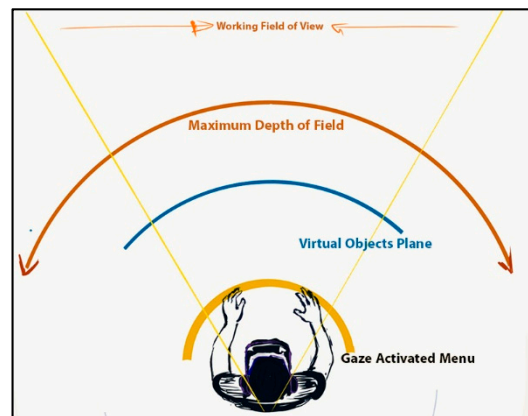 Working Field of View
Maximum Depth of Field
Virtual Objects Plane
Gaze Activated Menu